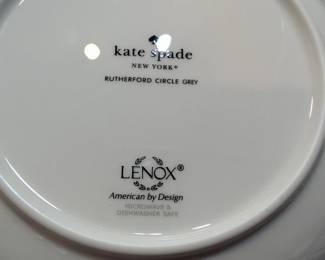 kate spade
NEW YORK
RUTHERFORD CIRCLE GREY
LENOX®
American by Design
MICROWAVE &
DISHWASHER SAFE